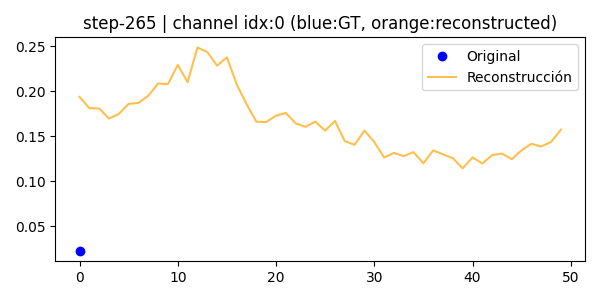 step-265 | channel idx:0 (blue:GT, orange:reconstructed)
0.25
0.20
0.15
0.10
0.05
Original
Reconstrucción
0 10 20 30 40 50